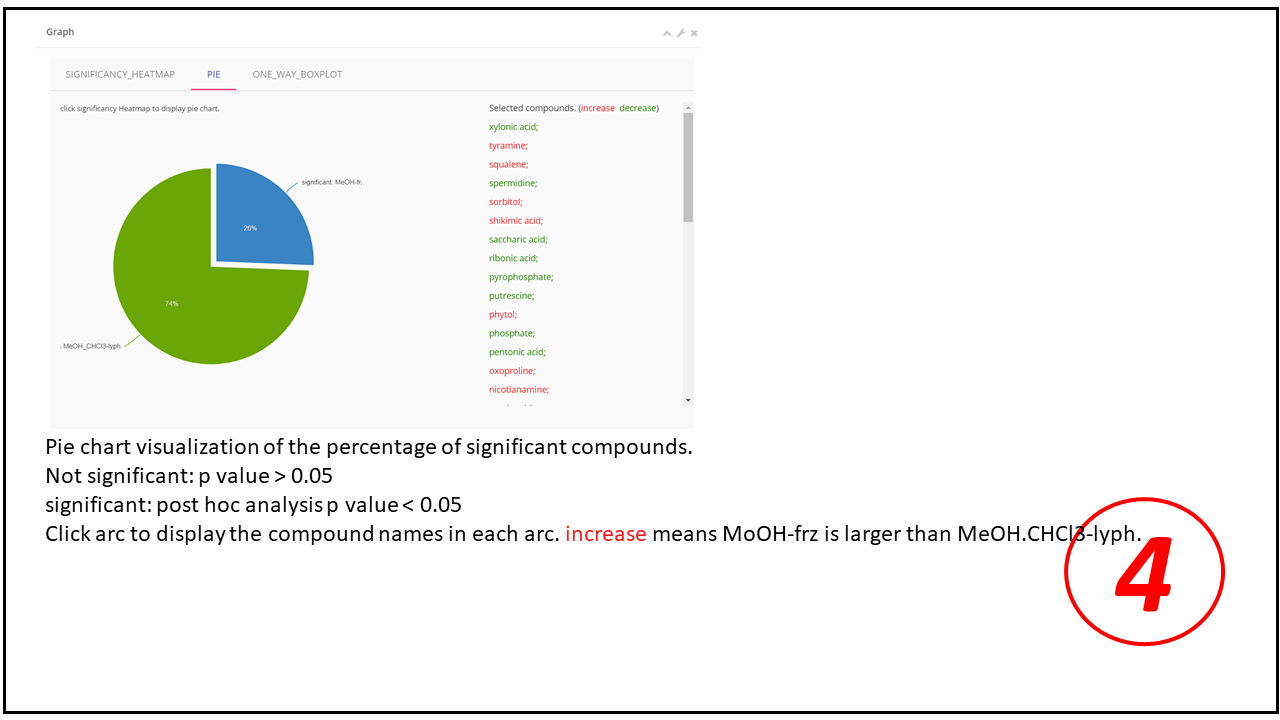 Graph
SIGNIFICANCY_HEATMAP PIE ONE_WAY_BOXPLOT
click significancy Heatmap to display pie chart.
Selected compounds. (increase decrease)
xylonic acid;
tyramine;
squalene;
spermidine;
sorbitol;
shikimic acid;
saccharic acid;
ribonic acid;
pyrophosphate;
putrescine;
phytol;
phosphate;
pentonic acid;
oxoproline;
nicotianamine;
significant: MeOH-fr
26%
74%
MeOH_CHCl3-lyph
Pie chart visualization of the percentage of significant compounds.
Not significant: p value > 0.05
significant: post hoc analysis p value < 0.05
Click arc to display the compound names in each arc. increase means MoOH-frz is larger than MeOH.CHCl3-lyph.
4